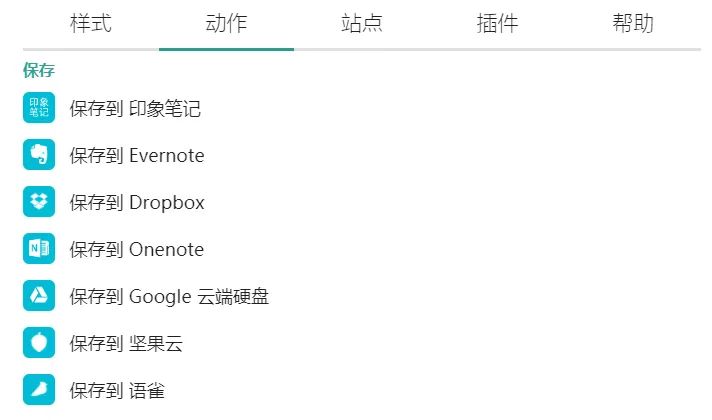 样式 动作 站点 插件 帮助
保存
印象
笔记
保存到 印象笔记
保存到 Evernote
保存到 Dropbox
N
保存到 Onenote
保存到 Google 云端硬盘
保存到 坚果云
保存到 语雀